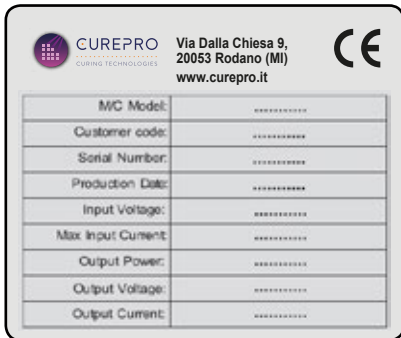 CUREPRO
CURING TECHNOLOGIES
Via Dalla Chiesa 9,
20053 Rodano (MI)
www.curepro.it
CE
M/C Model: ...........
Customer code: ...........
Serial Number: ...........
Production Date: ...........
Input Voltage: ...........
Max Input Current: ...........
Output Power: ...........
Output Voltage: ...........
Output Current: ...........